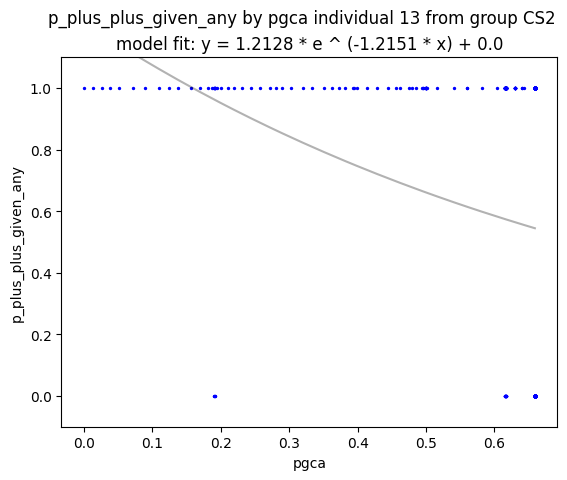 p_plus_plus_given_any by pgca individual 13 from group CS2
model fit: y = 1.2128 * e ^ (-1.2151 * x) + 0.0
p_plus_plus_given_any
1.0
0.8
0.6
0.4
0.2
0.0
0.0 0.1 0.2 0.3 0.4 0.5 0.6
pgca